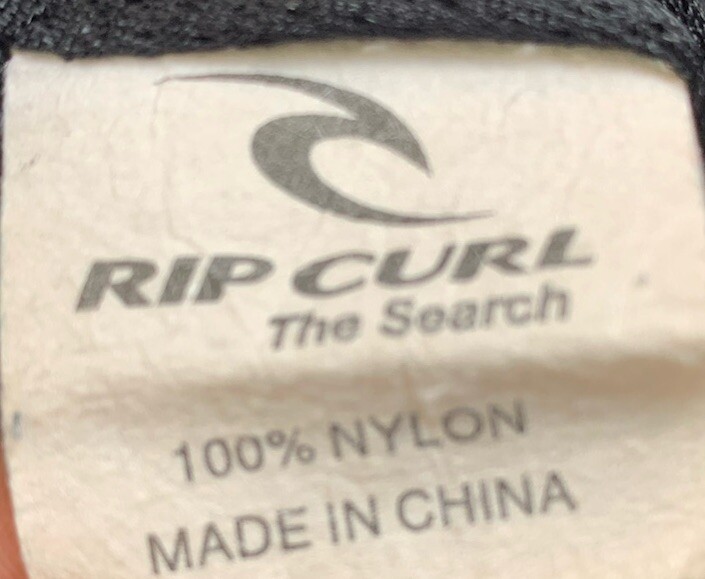 RIP CURL
The Search
100% NYLON
MADE IN CHINA